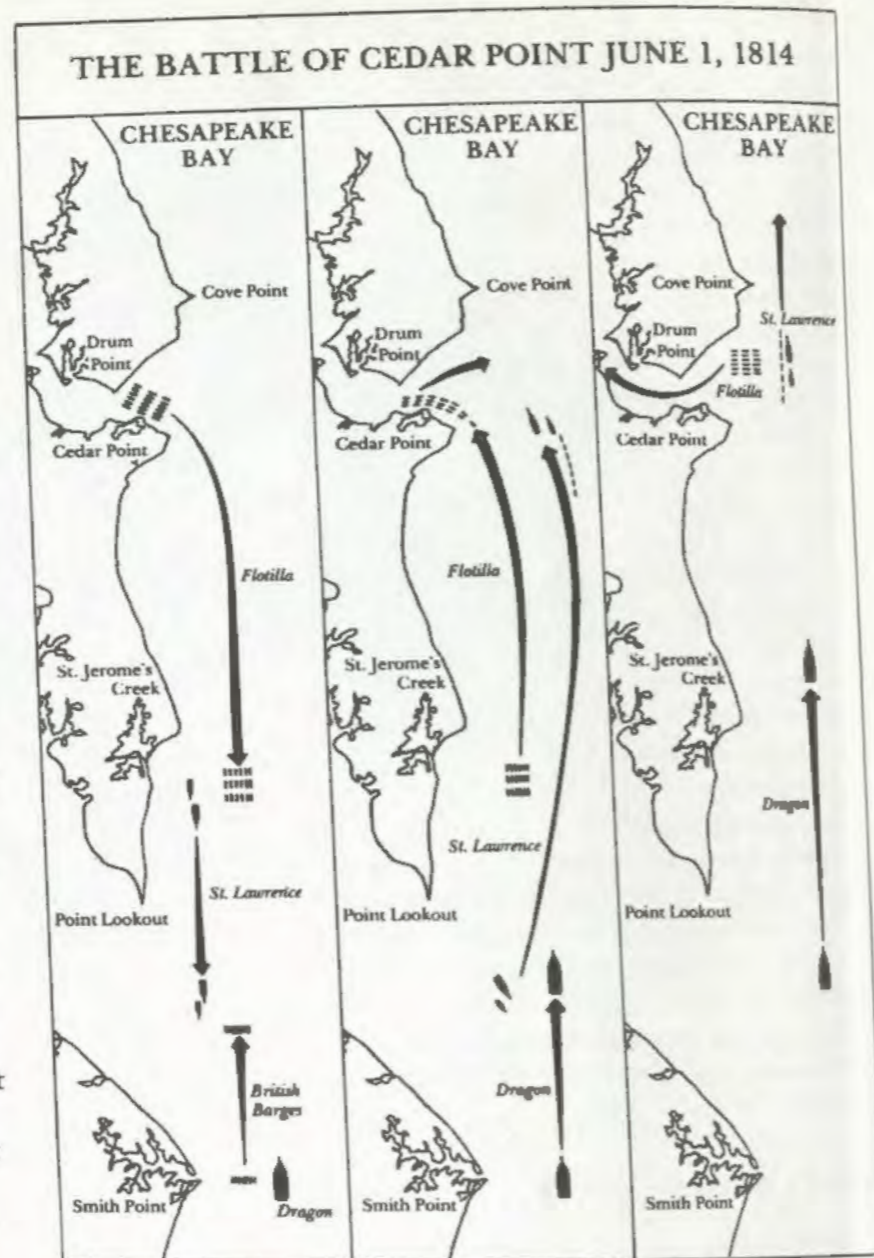 THE BATTLE OF CEDAR POINT JUNE 1, 1814
CHESAPEAKE
BAY
Cove Point
Drum
Point
Cedar Point
Flotilla
St. Jerome's
Creek
St. Lawrence
Point Lookout
British
Barges
Smith Point
Dragon
CHESAPEAKE
BAY
Cove Point
Drum
Point
Cedar Point
Flotilla
St. Jerome's
Creek
St. Lawrence
Point Lookout
Dragon
Smith Point
CHESAPEAKE
BAY
Cove Point
St. Lawrence
Drum
Point
Flotilla
Cedar Point
St. Jerome's
Creek
Dragon
Point Lookout
Smith Point